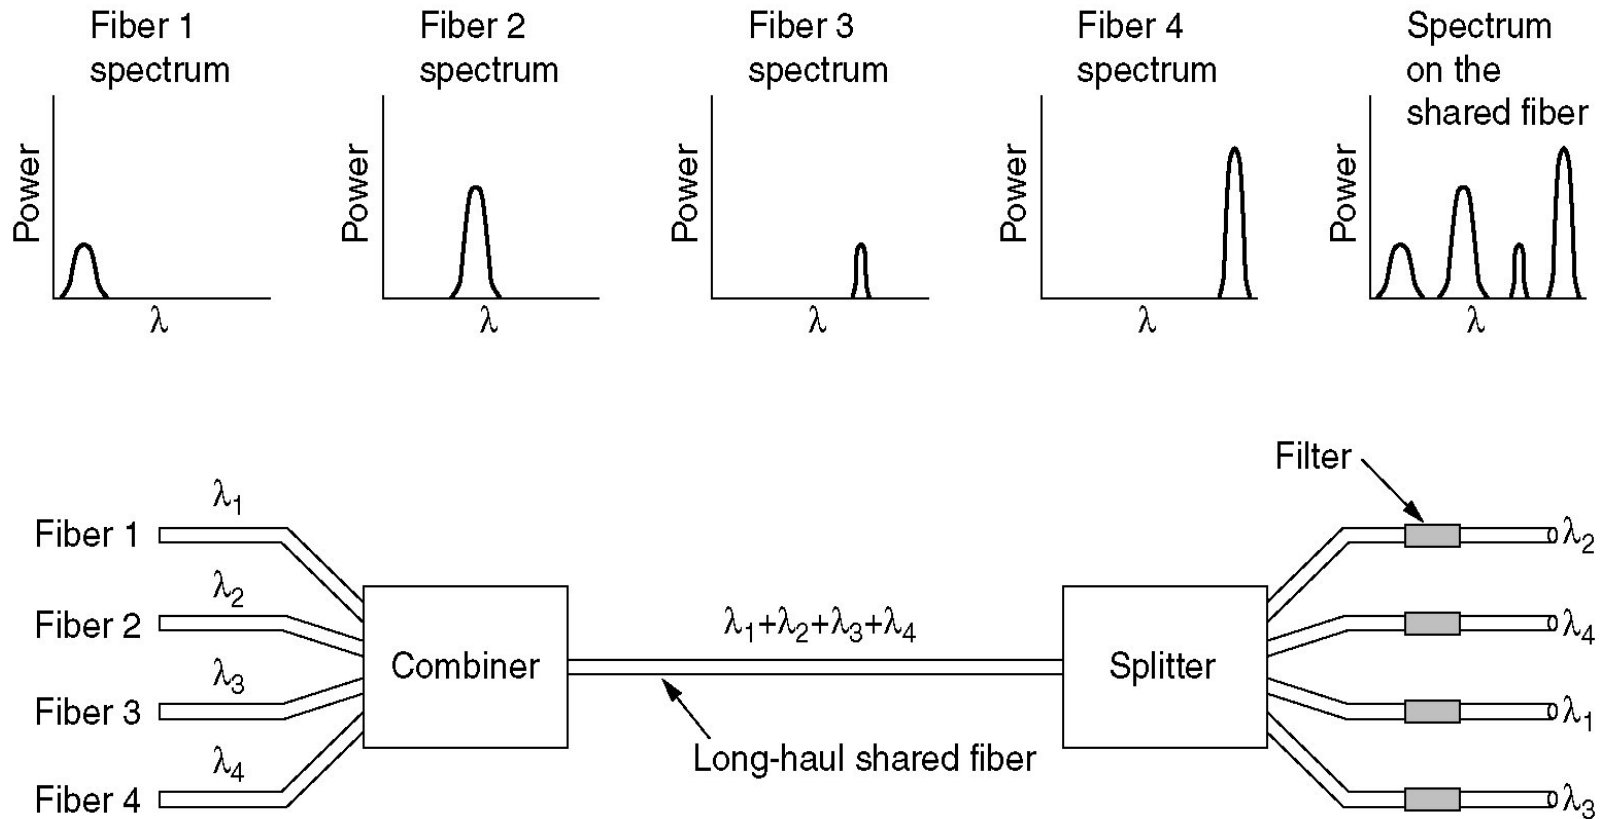 Fiber 1
spectrum
Fiber 2
spectrum
Fiber 3
spectrum
Fiber 4
spectrum
Spectrum
on the
shared fiber
Power
λ
Power
λ
Power
λ
Power
λ
Power
λ
Filter
Fiber 1
λ1
Fiber 2
λ2
Fiber 3
λ3
Fiber 4
λ4
Combiner
λ1+λ2+λ3+λ4
Long-haul shared fiber
Splitter
λ2
λ4
λ1
λ3